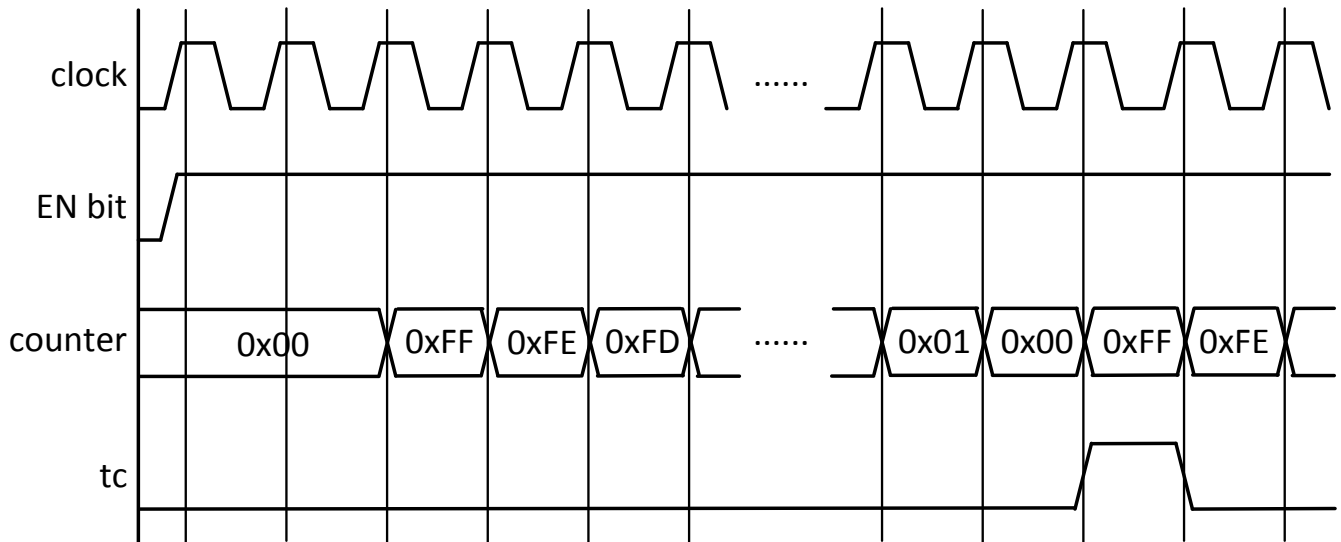 clock ......
EN bit
counter 0x00 0xFF 0xFE 0xFD ...... 0x01 0x00 0xFF 0xFE
tc